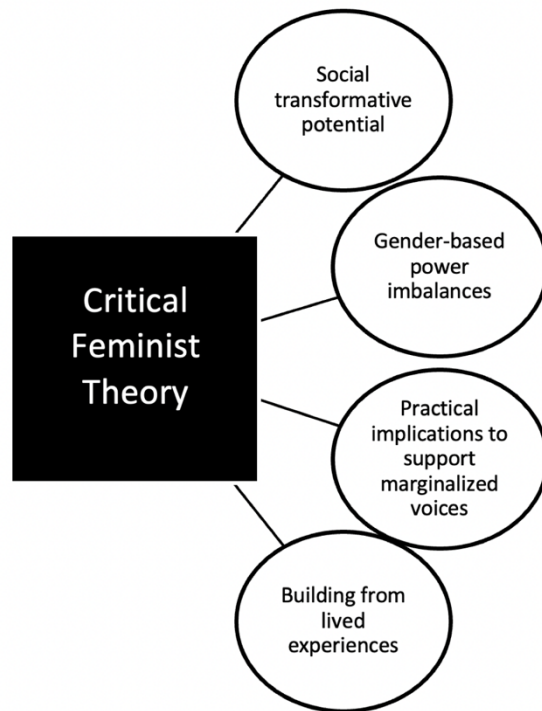 Social
transformative
potential
Gender-based
power
imbalances
Critical
Feminist
Theory
Practical
implications to
support
marginalized
voices
Building from
lived
experiences